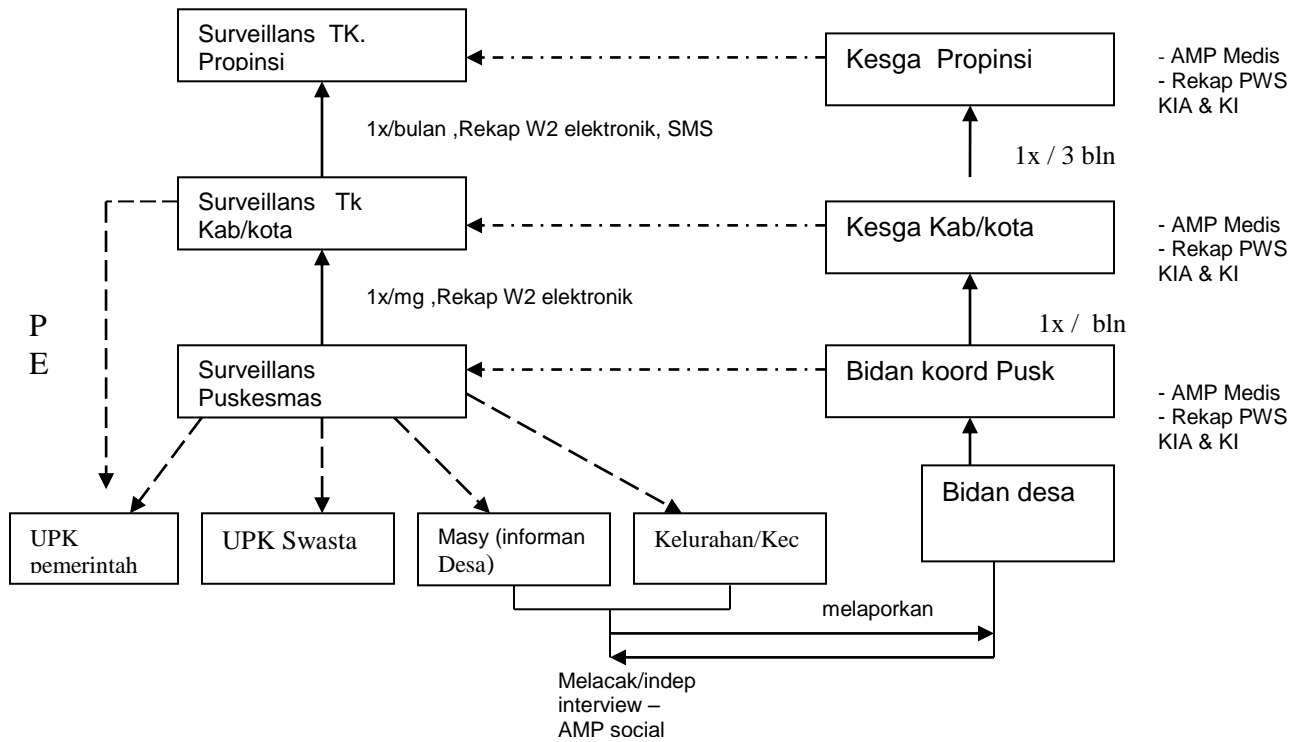 Surveillans TK.
Propinsi
Kesga Propinsi
- AMP Medis
- Rekap PWS
KIA & KI
1x/bulan ,Rekap W2 elektronik, SMS
1x / 3 bln
Surveillans Tk
Kab/kota
Kesga Kab/kota
- AMP Medis
- Rekap PWS
KIA & KI
1x/mg ,Rekap W2 elektronik
1x / bln
P
E
Surveillans
Puskesmas
Bidan koord Pusk
- AMP Medis
- Rekap PWS
KIA & KI
Bidan desa
UPK
pemerintah
UPK Swasta
Masy (informan
Desa)
Kelurahan/Kec
melaporkan
Melacak/indep
interview –
AMP social